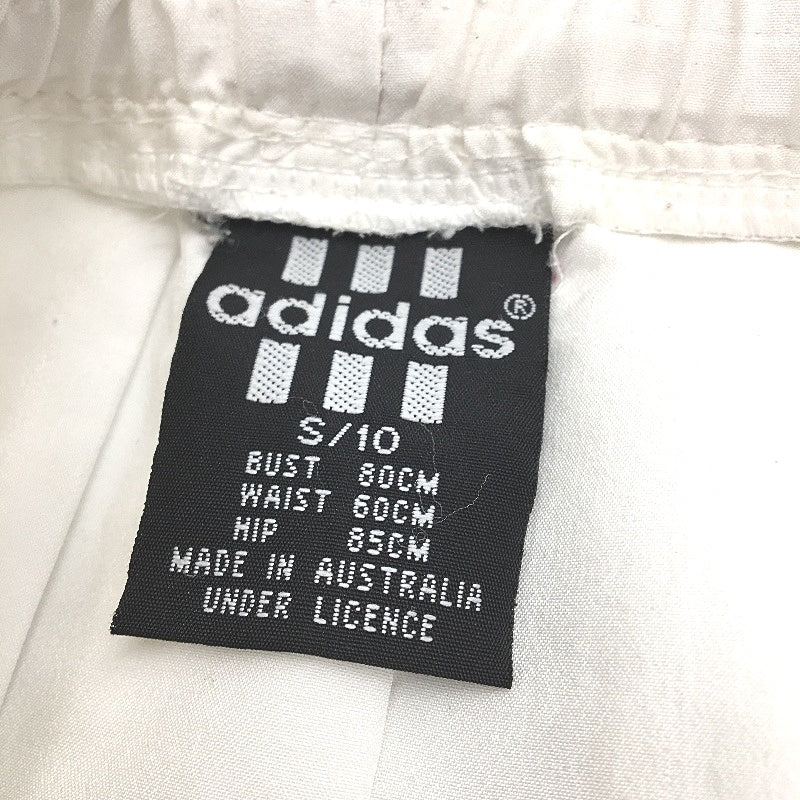 adidas®
S/10
BUST 80CM
WAIST 60CM
HIP 85CM
MADE IN AUSTRALIA
UNDER LICENCE